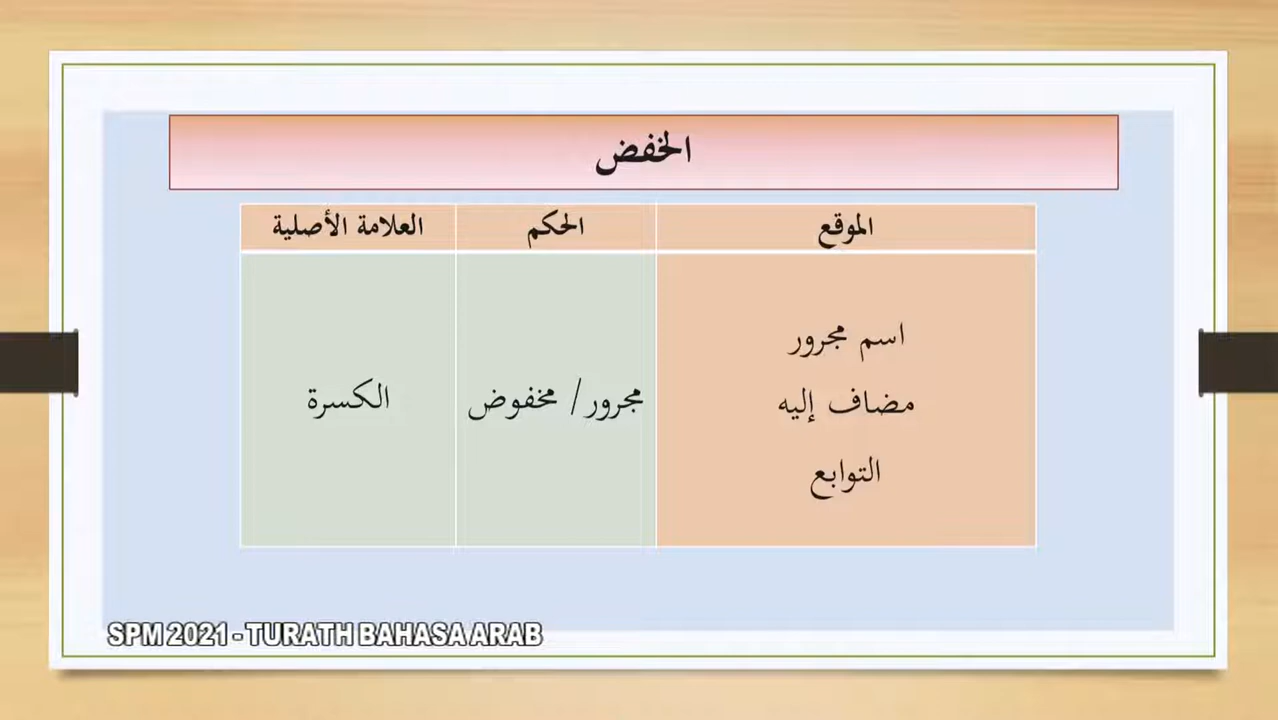 الخفض
الموقع
الحكم
العلامة الأصلية
اسم مجرور
مضاف إليه
التوابع
مجرور/ مخفوض
الكسرة
SPM 2021 - TURATH BAHASA ARAB